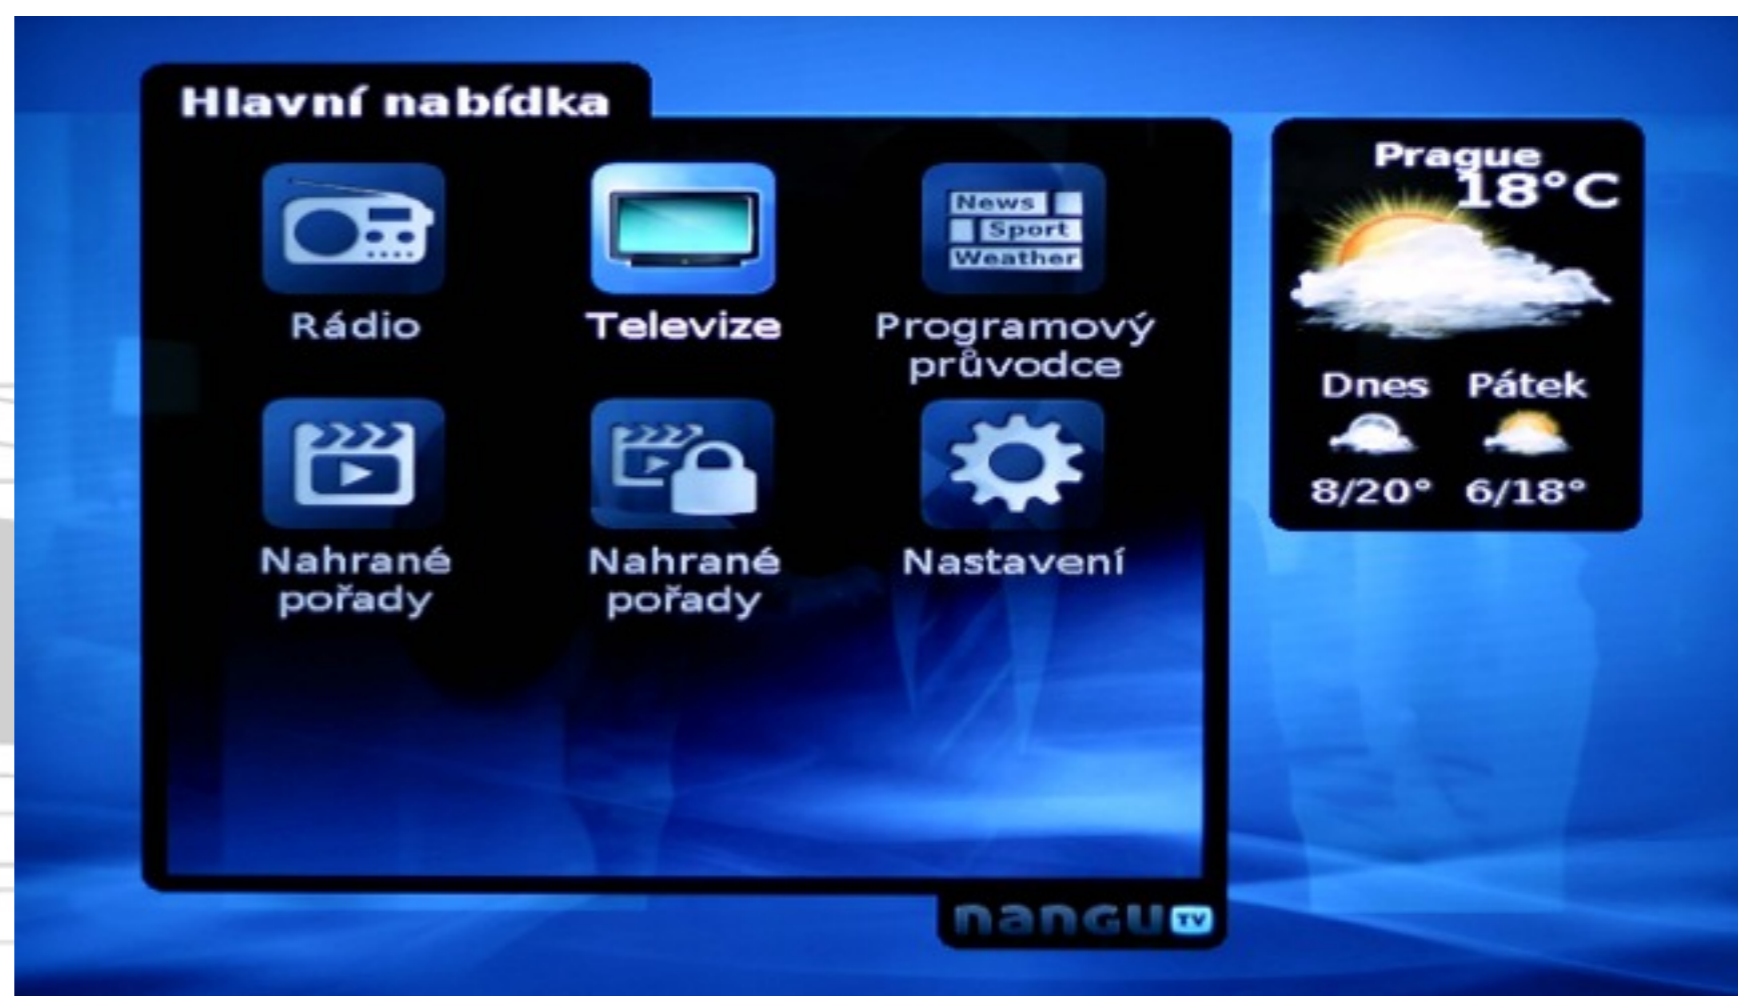 Hlavní nabídka
Rádio
Televize
News
Sport
Weather
Programový
průvodce
Nahrané
pořady
Nahrané
pořady
Nastavení
nangu TV
Prague
18°C
Dnes Pátek
8/20° 6/18°